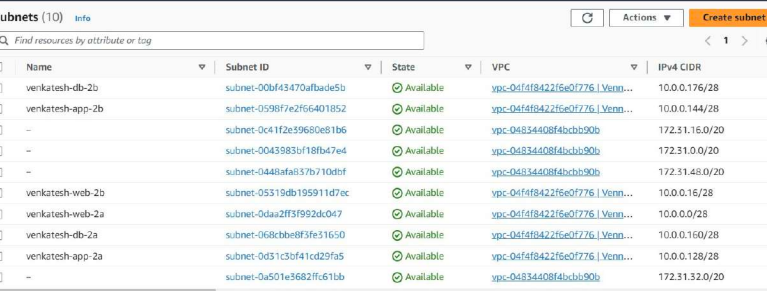 ubnets (10) Info Actions Create subnet
Find resources by attribute or tag 1
Name Subnet ID State VPC IPv4 CIDR
venkatesh-db-2b subnet-00bf43470afbade5b Available vpc-04f4f8422f6e0f776 | Venn... 10.0.0.176/28
venkatesh-app-2b subnet-0598f7e2f66401852 Available vpc-04f4f8422f6e0f776 | Venn... 10.0.0.144/28
– subnet-0c41f2e39680e81b6 Available vpc-04834408f4bcbb90b 172.31.16.0/20
– subnet-0043983bf18fb47e4 Available vpc-04834408f4bcbb90b 172.31.0.0/20
– subnet-0448afa837b710dbf Available vpc-04834408f4bcbb90b 172.31.48.0/20
venkatesh-web-2b subnet-05319db195911d7ec Available vpc-04f4f8422f6e0f776 | Venn... 10.0.0.16/28
venkatesh-web-2a subnet-0daa2ff3f992dc047 Available vpc-04f4f8422f6e0f776 | Venn... 10.0.0.0/28
venkatesh-db-2a subnet-068cbbe8f3fe31650 Available vpc-04f4f8422f6e0f776 | Venn... 10.0.0.160/28
venkatesh-app-2a subnet-0d31c3bf41cd29fa5 Available vpc-04f4f8422f6e0f776 | Venn... 10.0.0.128/28
– subnet-0a501e3682ffc61bb Available vpc-04834408f4bcbb90b 172.31.32.0/20